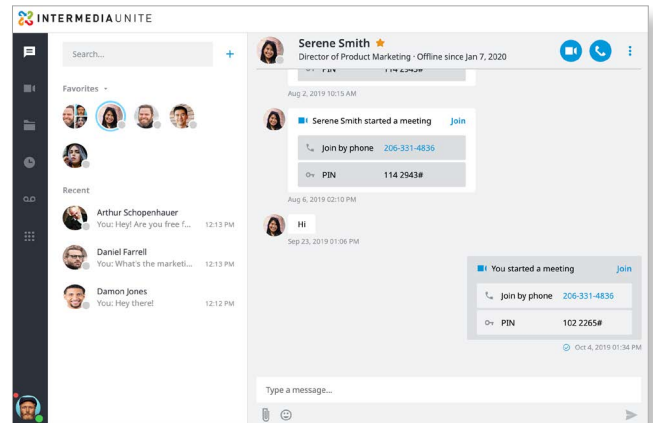 INTERMEDIAUNITE
Search...
+
Favorites
Recent
Arthur Schopenhauer
You: Hey! Are you free f...
12:13 PM
Daniel Farrell
You: What's the marketi...
12:13 PM
Damon Jones
You: Hey there!
12:12 PM
Serene Smith
Director of Product Marketing · Offline since Jan 7, 2020
PIN 114 2943#
Aug 2, 2019 10:15 AM
Serene Smith started a meeting Join
Join by phone 206-331-4836
PIN 114 2943#
Aug 6, 2019 02:10 PM
Hi
Sep 23, 2019 01:06 PM
You started a meeting Join
Join by phone 206-331-4836
PIN 102 2265#
Oct 4, 2019 01:34 PM
Type a message...